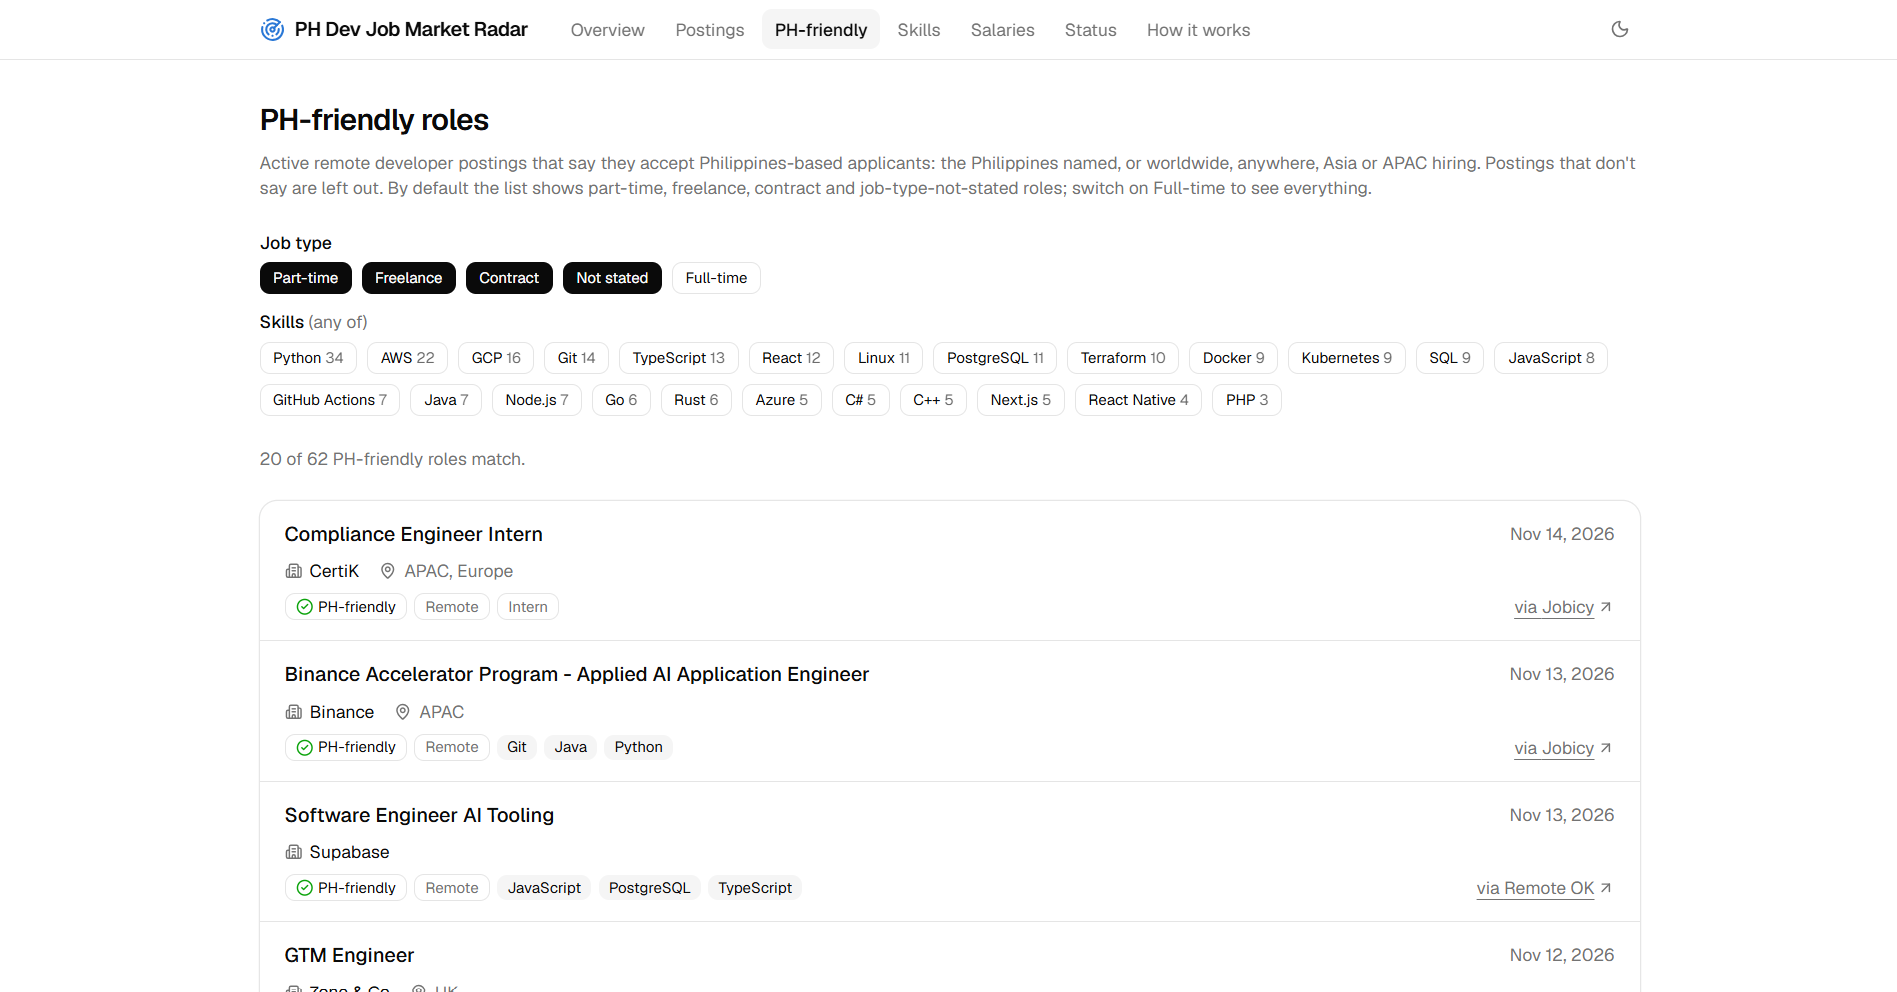 PH Dev Job Market Radar Overview Postings PH-friendly Skills Salaries Status How it works
PH-friendly roles
Active remote developer postings that say they accept Philippines-based applicants: the Philippines named, or worldwide, anywhere, Asia or APAC hiring. Postings that don't
say are left out. By default the list shows part-time, freelance, contract and job-type-not-stated roles; switch on Full-time to see everything.
Job type
Part-time Freelance Contract Not stated Full-time
Skills (any of)
Python 34 AWS 22 GCP 16 Git 14 TypeScript 13 React 12 Linux 11 PostgreSQL 11 Terraform 10 Docker 9 Kubernetes 9 SQL 9 JavaScript 8
GitHub Actions 7 Java 7 Node.js 7 Go 6 Rust 6 Azure 5 C# 5 C++ 5 Next.js 5 React Native 4 PHP 3
20 of 62 PH-friendly roles match.
Compliance Engineer Intern Nov 14, 2026
CertiK APAC, Europe
PH-friendly Remote Intern via Jobicy
Binance Accelerator Program - Applied AI Application Engineer Nov 13, 2026
Binance APAC
PH-friendly Remote Git Java Python via Jobicy
Software Engineer AI Tooling Nov 13, 2026
Supabase
PH-friendly Remote JavaScript PostgreSQL TypeScript via Remote OK
GTM Engineer Nov 12, 2026
& Co UK